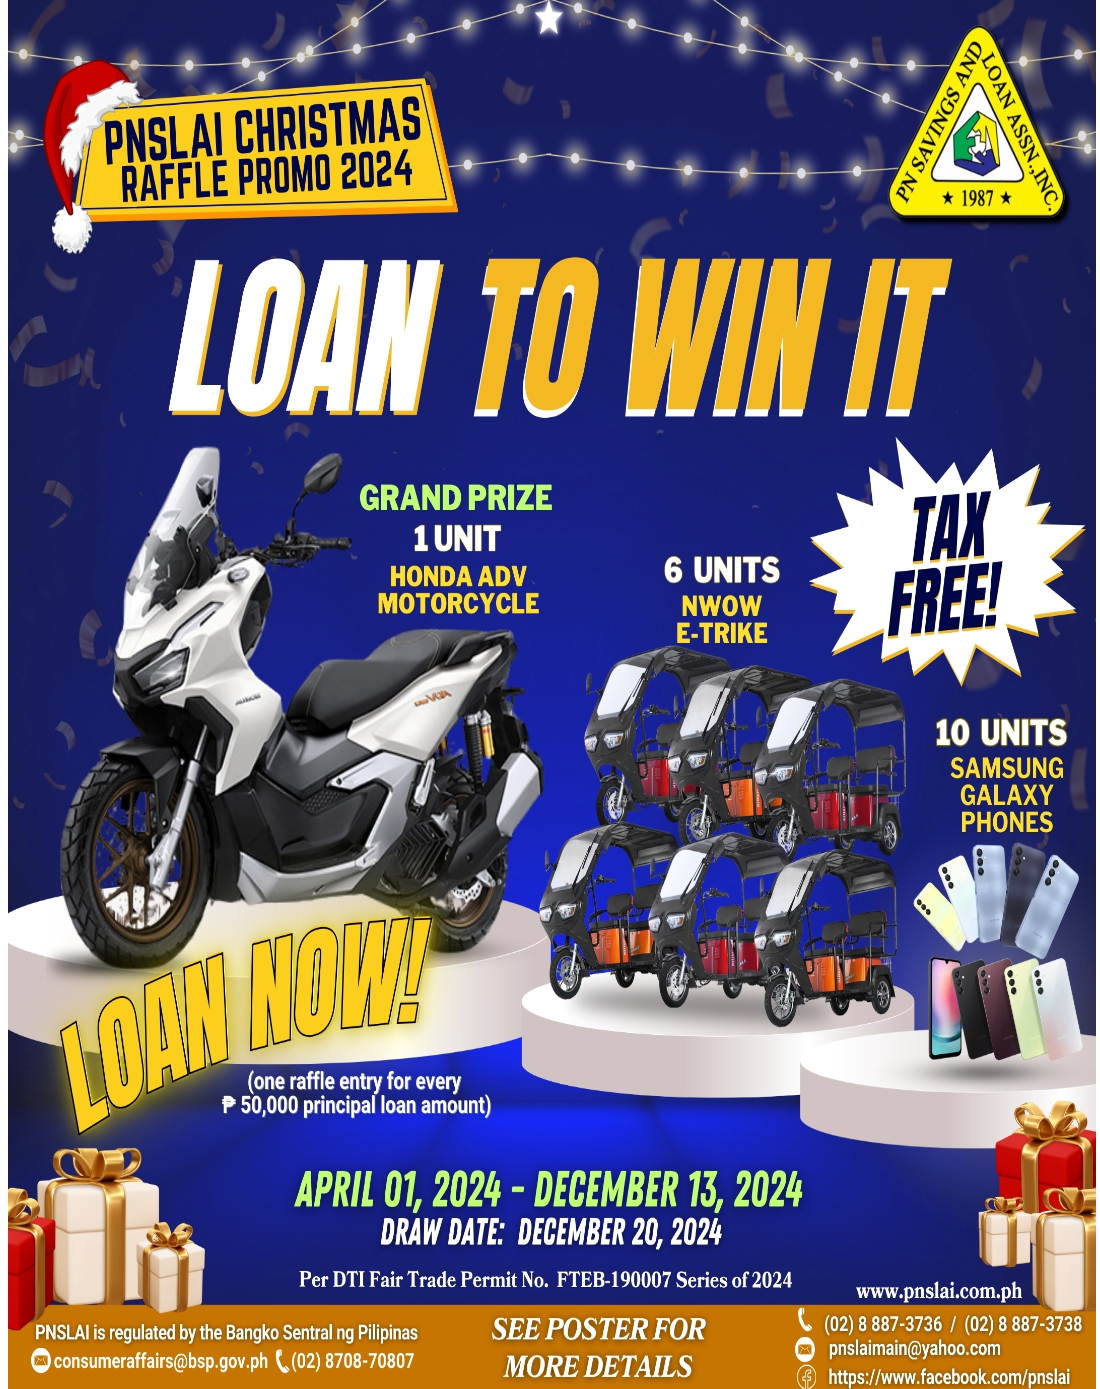 PNSLAI CHRISTMAS
RAFFLE PROMO 2024
PN SAVINGS AND LOAN ASSN., INC.
★ 1987 ★
LOAN TO WIN IT
GRAND PRIZE
1 UNIT
HONDA ADV
MOTORCYCLE
6 UNITS
NWOW
E-TRIKE
TAX
FREE!
10 UNITS
SAMSUNG
GALAXY
PHONES
LOAN NOW!
(one raffle entry for every
₱ 50,000 principal loan amount)
APRIL 01, 2024 - DECEMBER 13, 2024
DRAW DATE: DECEMBER 20, 2024
Per DTI Fair Trade Permit No. FTEB-190007 Series of 2024
www.pnslai.com.ph
PNSLAI is regulated by the Bangko Sentral ng Pilipinas
consumeraffairs@bsp.gov.ph (02) 8708-70807
SEE POSTER FOR
MORE DETAILS
(02) 8 887-3736 / (02) 8 887-3738
pnslaimain@yahoo.com
https://www.facebook.com/pnslai